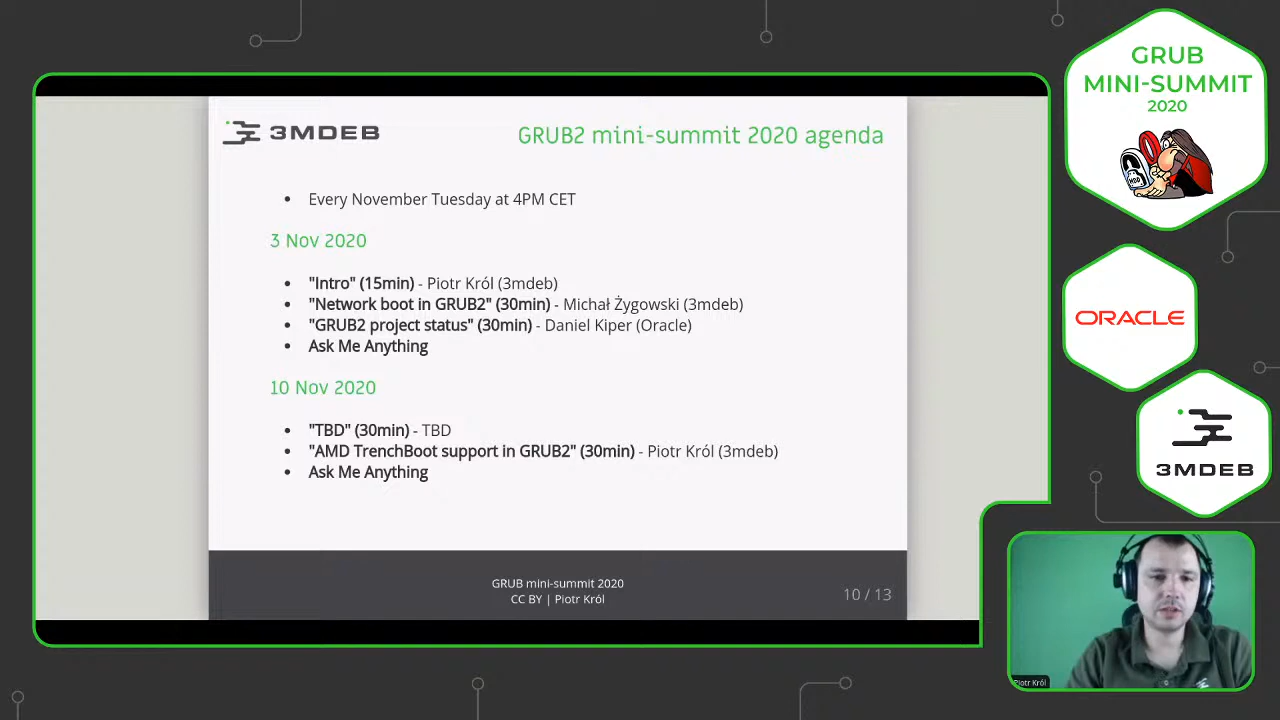 GRUB
MINI-SUMMIT
2020
3MDEB
GRUB2 mini-summit 2020 agenda
Every November Tuesday at 4PM CET
3 Nov 2020
"Intro" (15min) - Piotr Król (3mdeb)
"Network boot in GRUB2" (30min) - Michał Żygowski (3mdeb)
"GRUB2 project status" (30min) - Daniel Kiper (Oracle)
Ask Me Anything
10 Nov 2020
"TBD" (30min) - TBD
"AMD TrenchBoot support in GRUB2" (30min) - Piotr Król (3mdeb)
Ask Me Anything
GRUB mini-summit 2020
CC BY | Piotr Król
10 / 13
ORACLE
3MDEB
Piotr Król